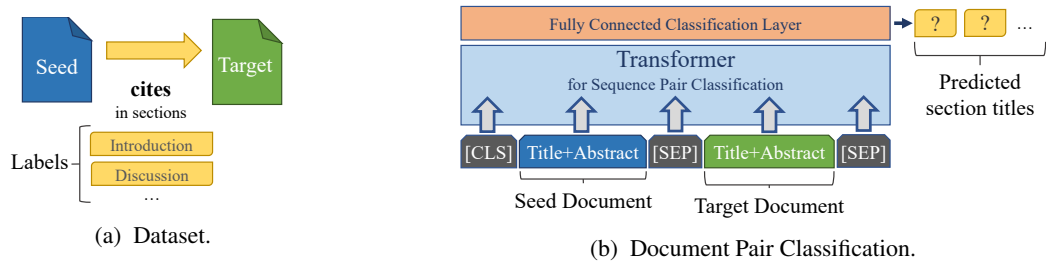 Seed
Target
cites
in sections
Labels
Introduction
Discussion
...
(a) Dataset.
Fully Connected Classification Layer
? ? ...
Transformer
for Sequence Pair Classification
Predicted
section titles
[CLS] Title+Abstract [SEP] Title+Abstract [SEP]
Seed Document Target Document
(b) Document Pair Classification.